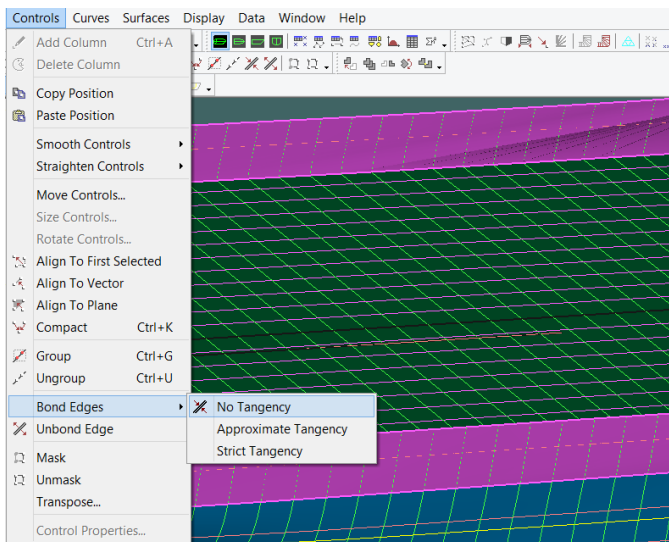 Controls Curves Surfaces Display Data Window Help
Add Column Ctrl+A
Delete Column
Copy Position
Paste Position
Smooth Controls
Straighten Controls
Move Controls...
Size Controls...
Rotate Controls...
Align To First Selected
Align To Vector
Align To Plane
Compact Ctrl+K
Group Ctrl+G
Ungroup Ctrl+U
Bond Edges No Tangency
Unbond Edge Approximate Tangency
Strict Tangency
Mask
Unmask
Transpose...
Control Properties...